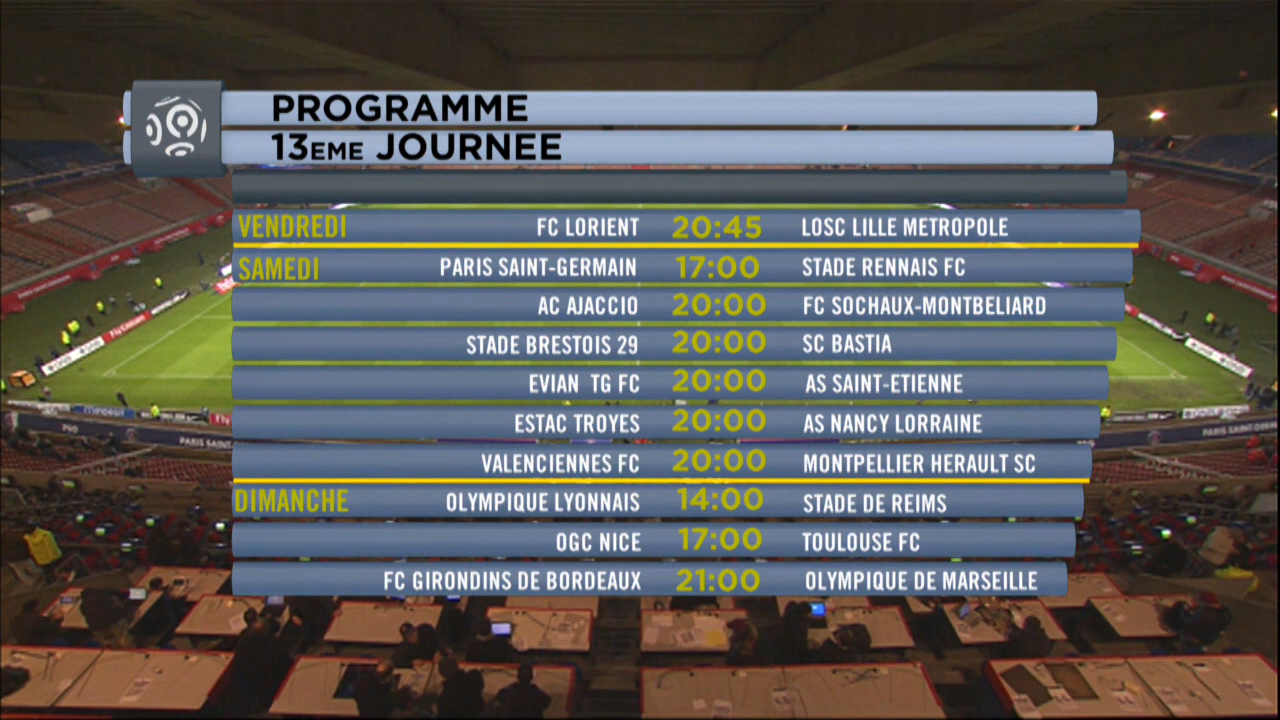 PROGRAMME
13EME JOURNEE
VENDREDI FC LORIENT 20:45 LOSC LILLE METROPOLE
SAMEDI PARIS SAINT-GERMAIN 17:00 STADE RENNAIS FC
AC AJACCIO 20:00 FC SOCHAUX-MONTBELIARD
STADE BRESTOIS 29 20:00 SC BASTIA
EVIAN TG FC 20:00 AS SAINT-ETIENNE
ESTAC TROYES 20:00 AS NANCY LORRAINE
VALENCIENNES FC 20:00 MONTPELLIER HERAULT SC
DIMANCHE OLYMPIQUE LYONNAIS 14:00 STADE DE REIMS
OGC NICE 17:00 TOULOUSE FC
FC GIRONDINS DE BORDEAUX 21:00 OLYMPIQUE DE MARSEILLE